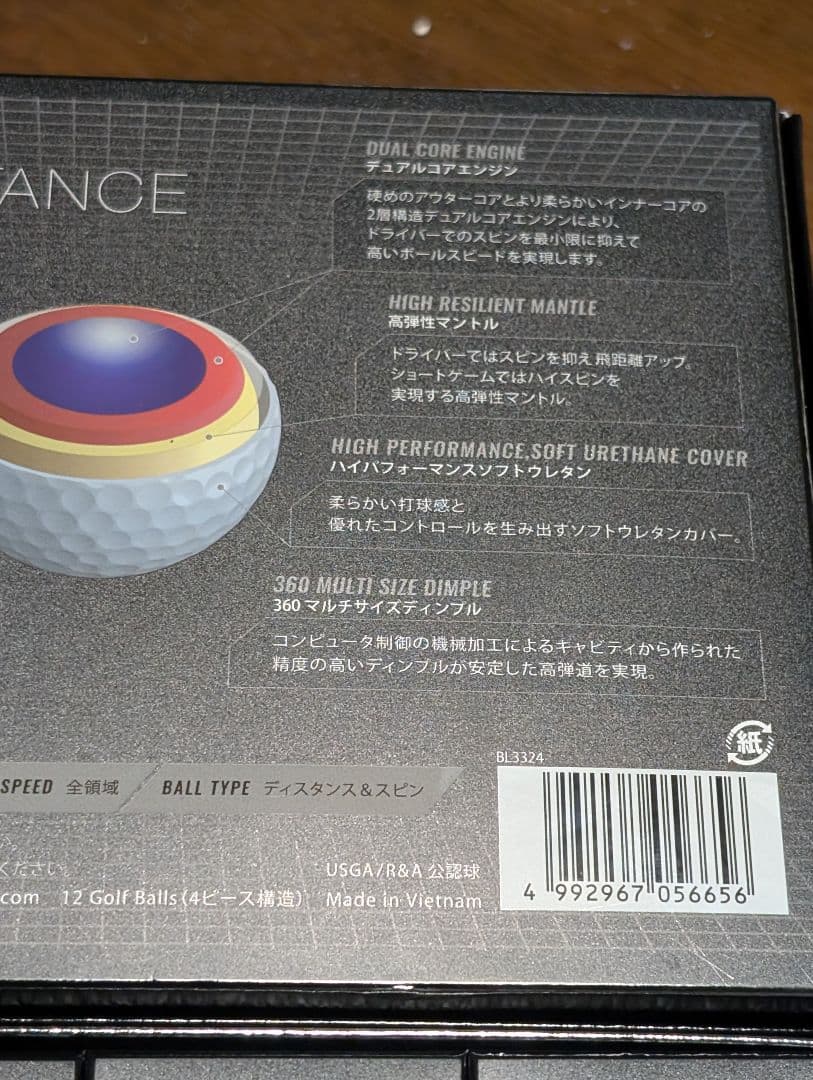 TANCE
DUAL CORE ENGINE
デュアルコアエンジン
硬めのアウターコアとより柔らかいインナーコアの
2層構造デュアルコアエンジンにより、
ドライバーでのスピンを最小限に抑えて
高いボールスピードを実現します。
HIGH RESILIENT MANTLE
高弾性マントル
ドライバーではスピンを抑え飛距離アップ。
ショートゲームではハイスピンを
実現する高弾性マントル。
HIGH PERFORMANCE,SOFT URETHANE COVER
ハイパフォーマンスソフトウレタン
柔らかい打球感と
優れたコントロールを生み出すソフトウレタンカバー。
360 MULTI SIZE DIMPLE
360 マルチサイズディンプル
コンピュータ制御の機械加工によるキャビティから作られた
精度の高いディンプルが安定した高弾道を実現。
紙
BL3324
SPEED 全領域
BALL TYPE ディスタンス&スピン
ください。
USGA/R&A 公認球
.com 12 Golf Balls(4ピース構造) Made in Vietnam
4 992967 056656